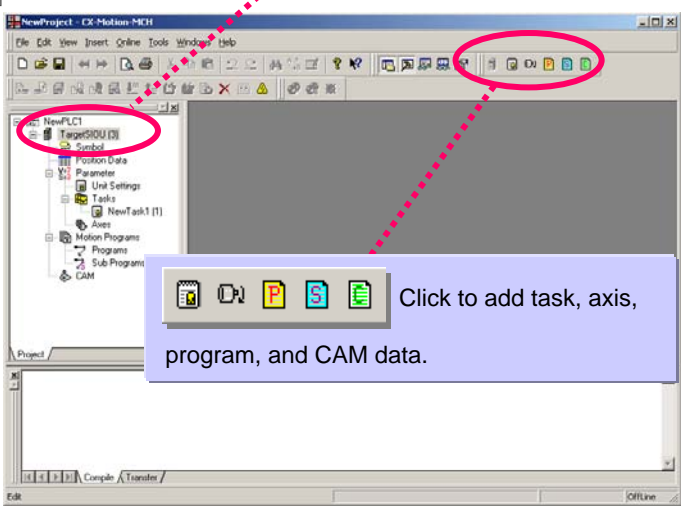 NewProject - CX-Motion-MCH
File Edit View Insert Online Tools Windows Help
NewPLC1
TargetSIOU [3]
Symbol
Position Data
Parameter
Unit Settings
Tasks
NewTask1 [1]
Axes
Motion Programs
Programs
Sub Programs
CAM
P S Click to add task, axis,
program, and CAM data.
Project
Compile Transfer
Edit OffLine